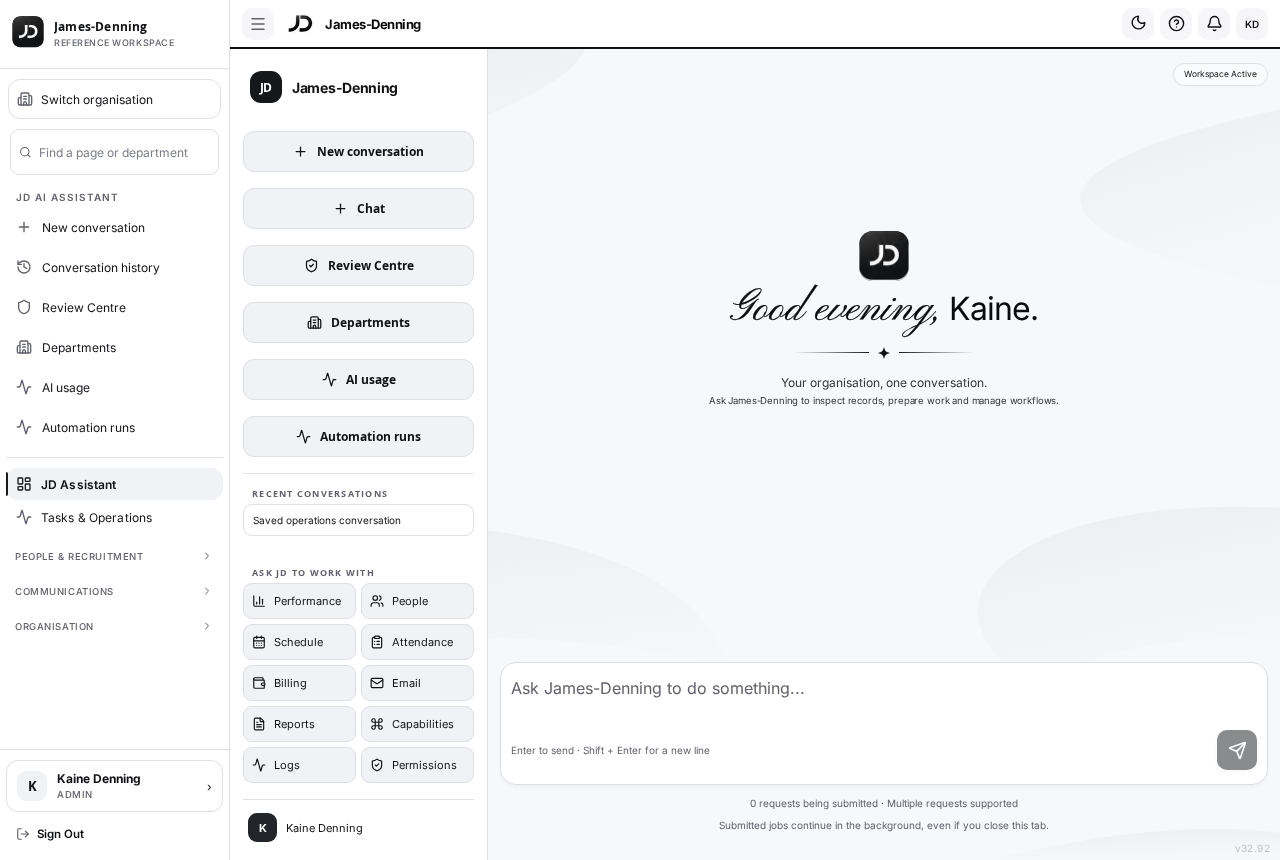 JD
James-Denning
REFERENCE WORKSPACE
Switch organisation
Find a page or department
JD AI ASSISTANT
New conversation
Conversation history
Review Centre
Departments
AI usage
Automation runs
JD Assistant
Tasks & Operations
PEOPLE & RECRUITMENT
COMMUNICATIONS
ORGANISATION
K
Kaine Denning
ADMIN
Sign Out
JD
James-Denning
KD
JD
James-Denning
New conversation
Chat
Review Centre
Departments
AI usage
Automation runs
RECENT CONVERSATIONS
Saved operations conversation
ASK JD TO WORK WITH
Performance
People
Schedule
Attendance
Billing
Email
Reports
Capabilities
Logs
Permissions
K
Kaine Denning
Workspace Active
JD
Good evening, Kaine.
Your organisation, one conversation.
Ask James-Denning to inspect records, prepare work and manage workflows.
Ask James-Denning to do something...
Enter to send · Shift + Enter for a new line
0 requests being submitted · Multiple requests supported
Submitted jobs continue in the background, even if you close this tab.
v32.92